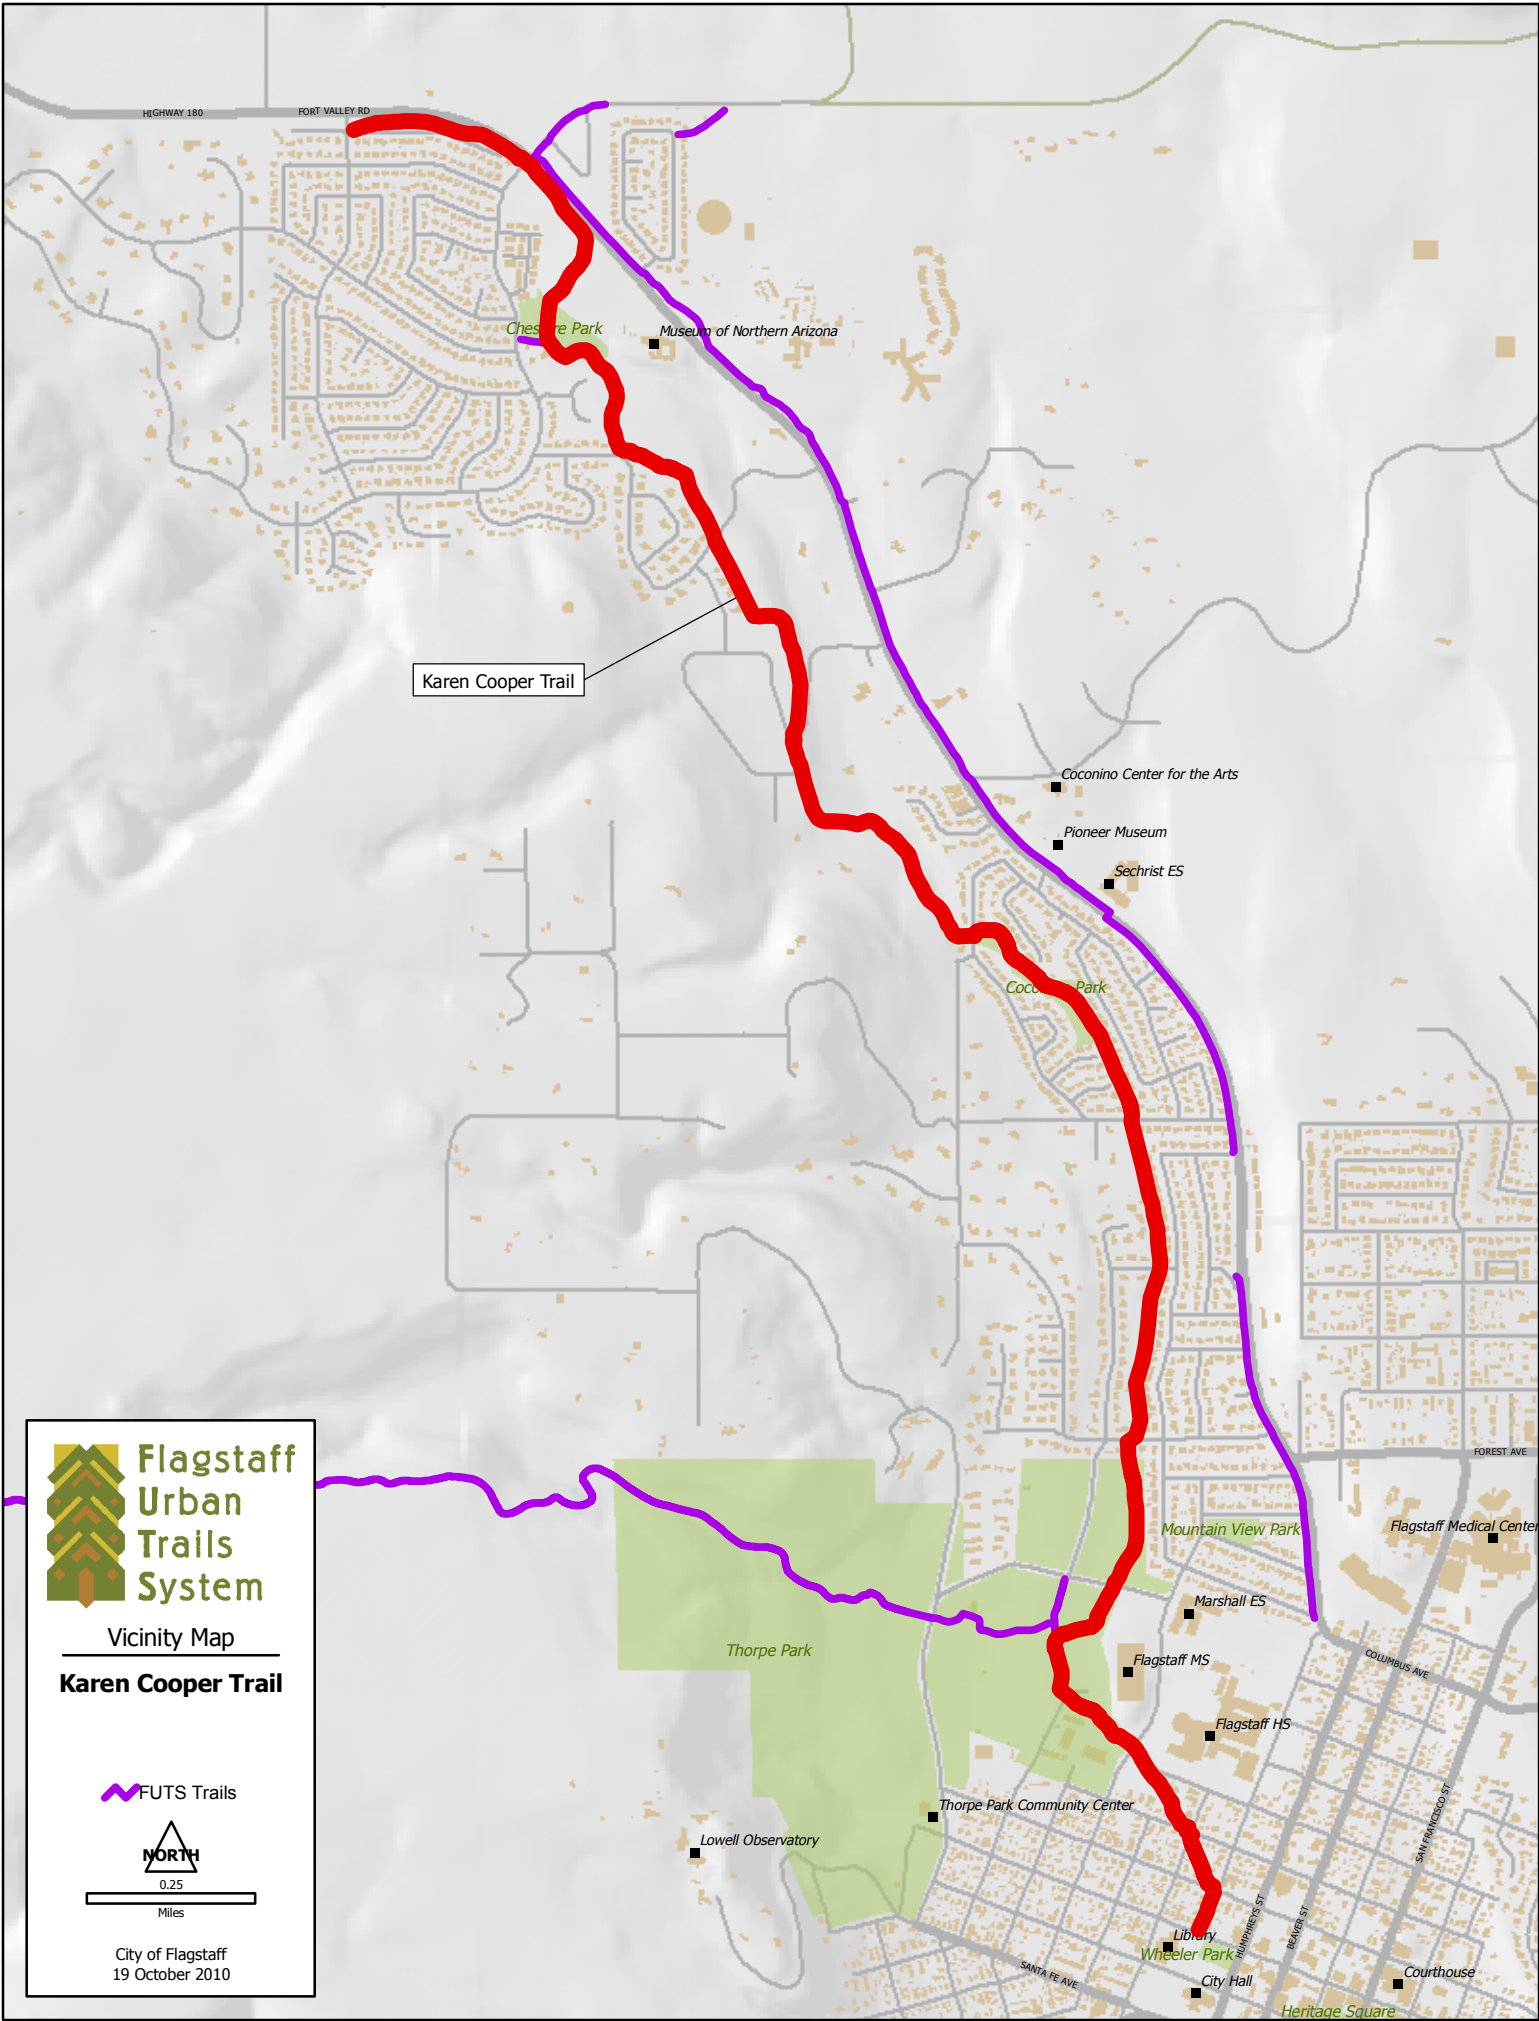 HIGHWAY 180
FORT VALLEY RD
Museum of Northern Arizona
Karen Cooper Trail
Coconino Center for the Arts
Pioneer Museum
Sechrist ES
Park
Park
FOREST AVE
Mountain View Park
Flagstaff Medical Center
Marshall ES
Thorpe Park
Flagstaff MS
COLUMBUS AVE
Flagstaff HS
Thorpe Park Community Center
SAN FRANCISCO ST
Lowell Observatory
HUMPHREYS ST
BEAVER ST
Library
Wheeler Park
SANTA FE AVE
City Hall
Courthouse
Heritage Square
Flagstaff
Urban
Trails
System
Vicinity Map
Karen Cooper Trail
FUTS Trails
NORTH
0.25
Miles
City of Flagstaff
19 October 2010